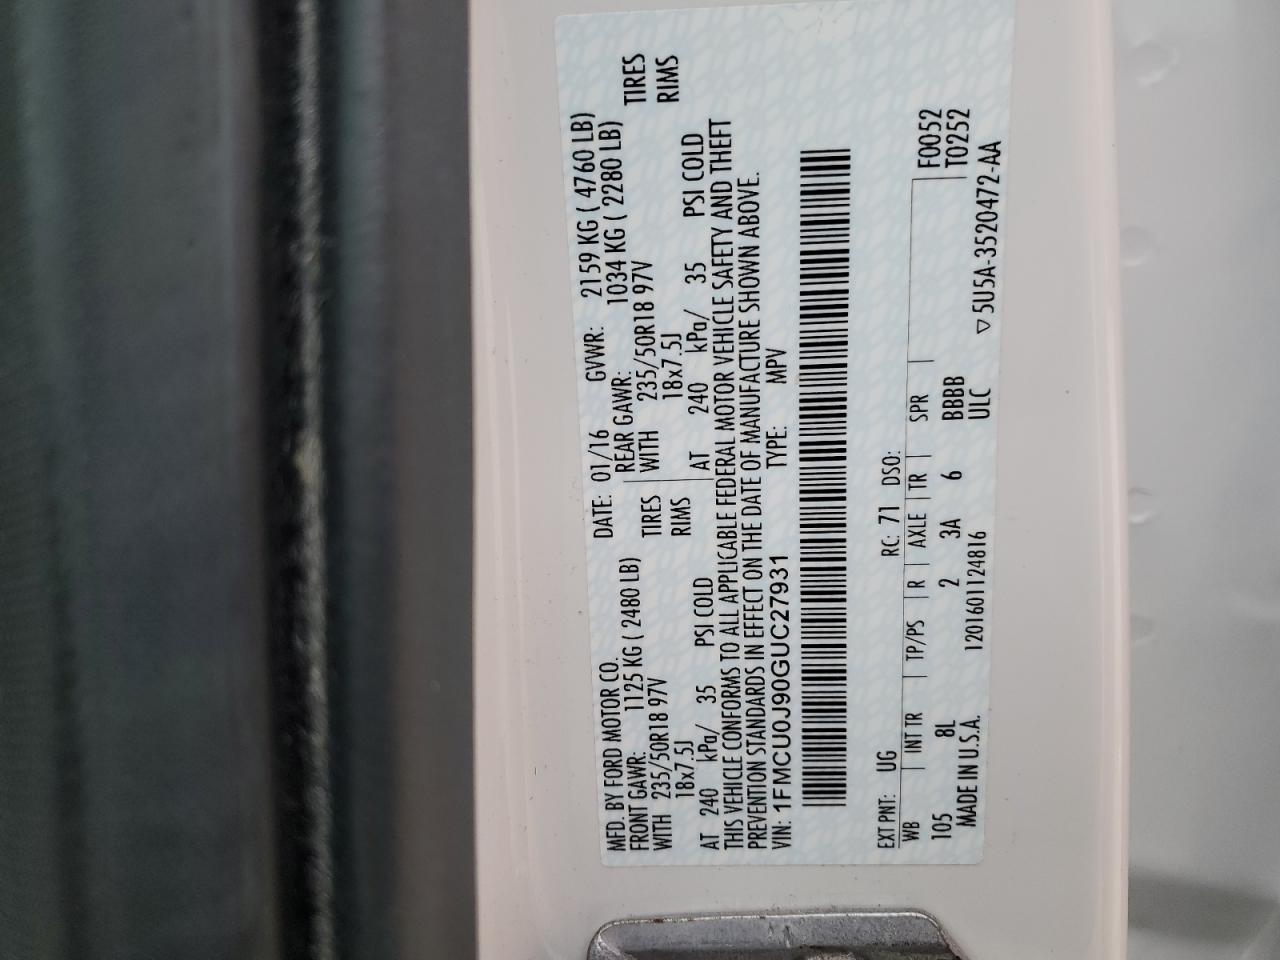 MFD. BY FORD MOTOR CO. DATE: 01/16 GVWR: 2159 KG ( 4760 LB)
FRONT GAWR: 1125 KG ( 2480 LB) REAR GAWR: 1034 KG ( 2280 LB)
WITH 235/50R18 97V TIRES WITH 235/50R18 97V TIRES
18x7.5J RIMS 18x7.5J RIMS
AT 240 kPa/ 35 PSI COLD AT 240 kPa/ 35 PSI COLD
THIS VEHICLE CONFORMS TO ALL APPLICABLE FEDERAL MOTOR VEHICLE SAFETY AND THEFT
PREVENTION STANDARDS IN EFFECT ON THE DATE OF MANUFACTURE SHOWN ABOVE.
VIN: 1FMCU0J90GUC27931 TYPE: MPV
EXT PNT: UG RC: 71 DSO:
WB INT TR TP/PS R AXLE TR SPR F0052
105 8L 2 3A 6 BBBB T0252
MADE IN U.S.A. 120160112 4816 ULC ▽5U5A-3520472-AA